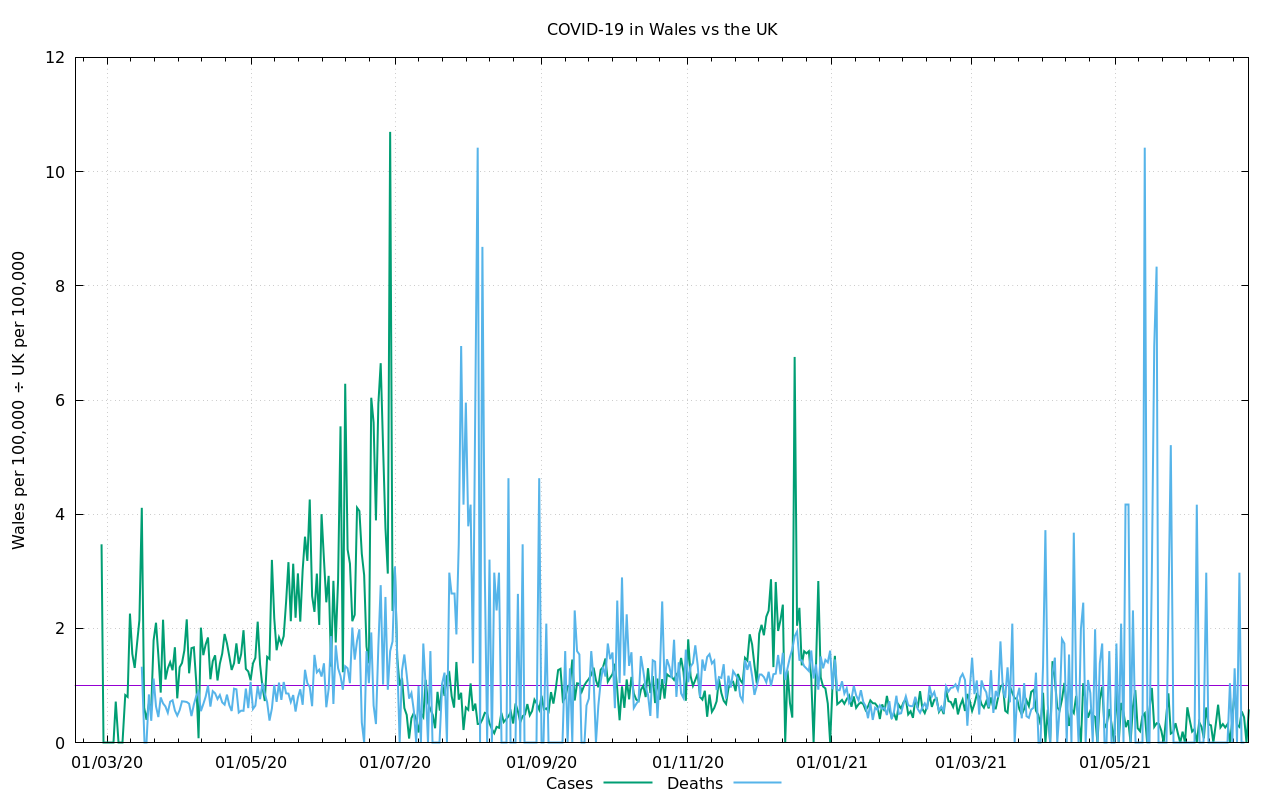 COVID-19 in Wales vs the UK
Wales per 100,000 ÷ UK per 100,000
12
10
8
6
4
2
0
01/03/20 01/05/20 01/07/20 01/09/20 01/11/20 01/01/21 01/03/21 01/05/21
Cases Deaths